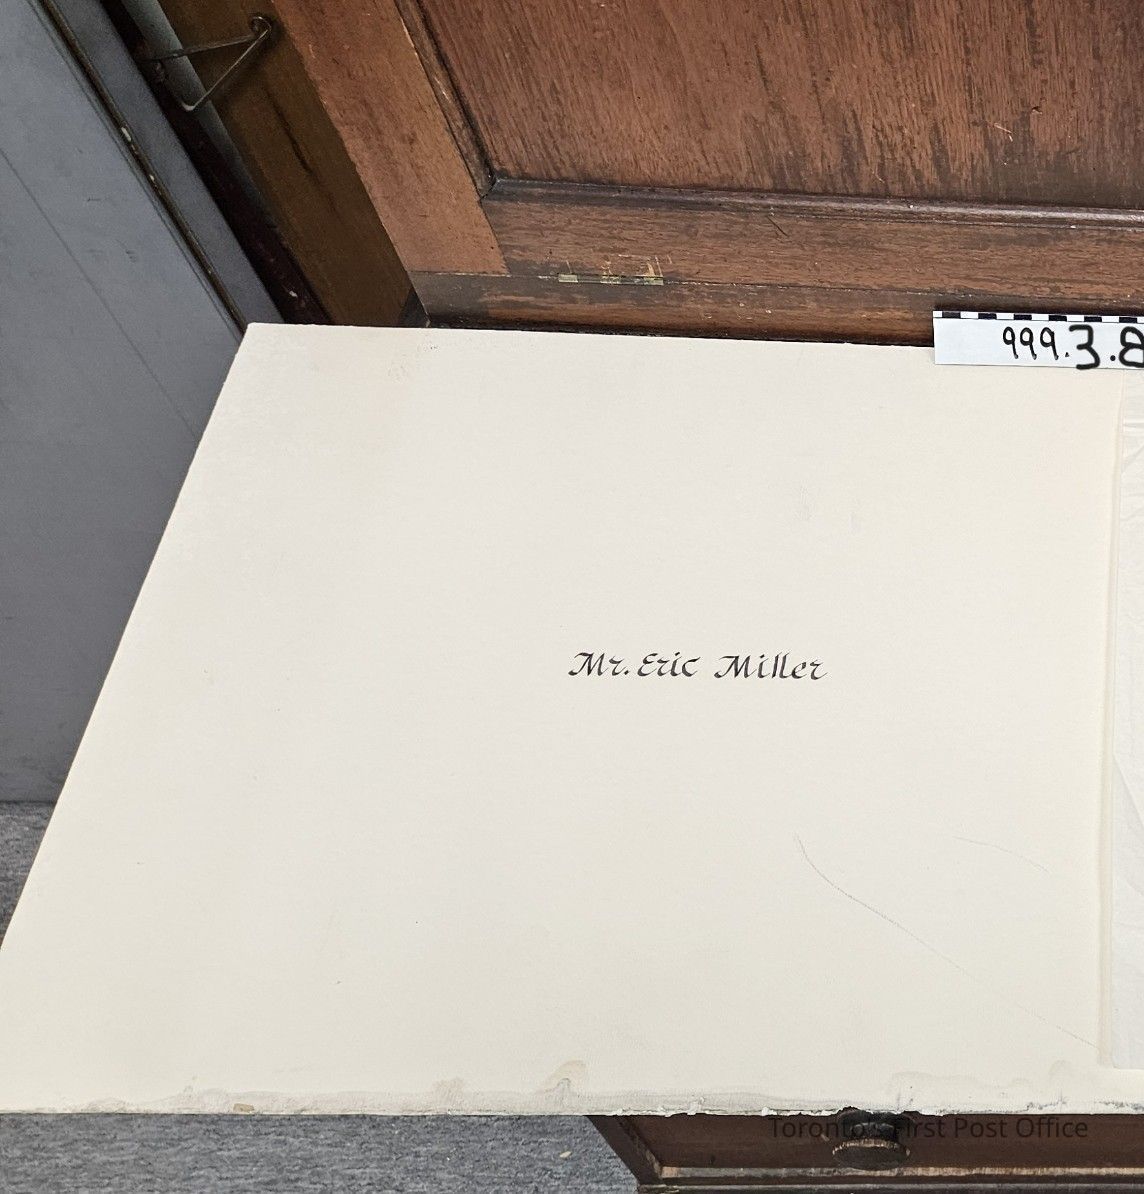 999.3.8
Mr. Eric Miller
Toronto's First Post Office